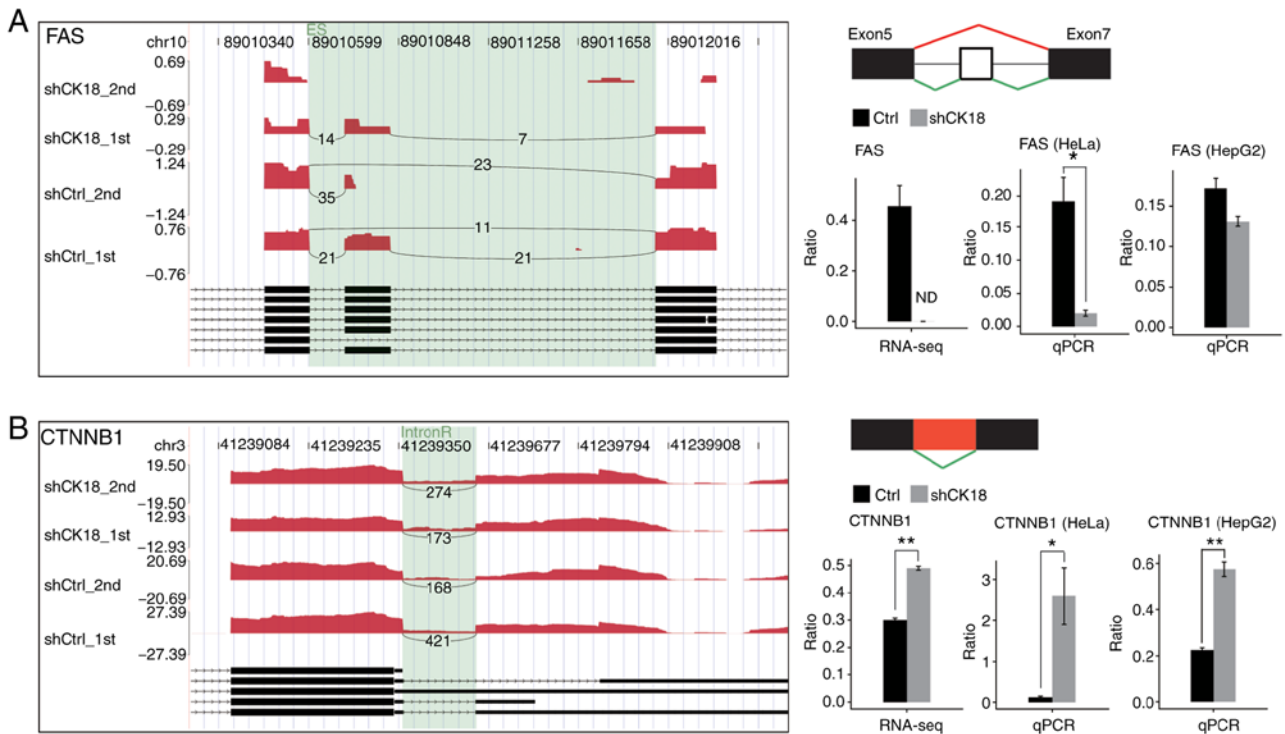 A
FAS
ES
chr10
89010340
89010599
89010848
89011258
89011658
89012016
0.69
shCK18_2nd
−0.69
0.29
shCK18_1st
−0.29
14
7
1.24
shCtrl_2nd
−1.24
23
35
0.76
shCtrl_1st
−0.76
11
21
21
Exon5
Exon7
Ctrl
shCK18
FAS
Ratio
0.4
0.2
0.0
ND
RNA-seq
FAS (HeLa)
*
Ratio
0.20
0.15
0.10
0.05
0.00
qPCR
FAS (HepG2)
Ratio
0.15
0.10
0.05
0.00
qPCR
B
CTNNB1
IntronR
chr3
41239084
41239235
41239350
41239677
41239794
41239908
19.50
shCK18_2nd
−19.50
274
12.93
shCK18_1st
−12.93
173
20.69
shCtrl_2nd
−20.69
168
27.39
shCtrl_1st
−27.39
421
Ctrl
shCK18
CTNNB1
**
Ratio
0.5
0.4
0.3
0.2
0.1
0.0
RNA-seq
CTNNB1 (HeLa)
*
Ratio
3
2
1
0
qPCR
CTNNB1 (HepG2)
**
Ratio
0.6
0.4
0.2
0.0
qPCR